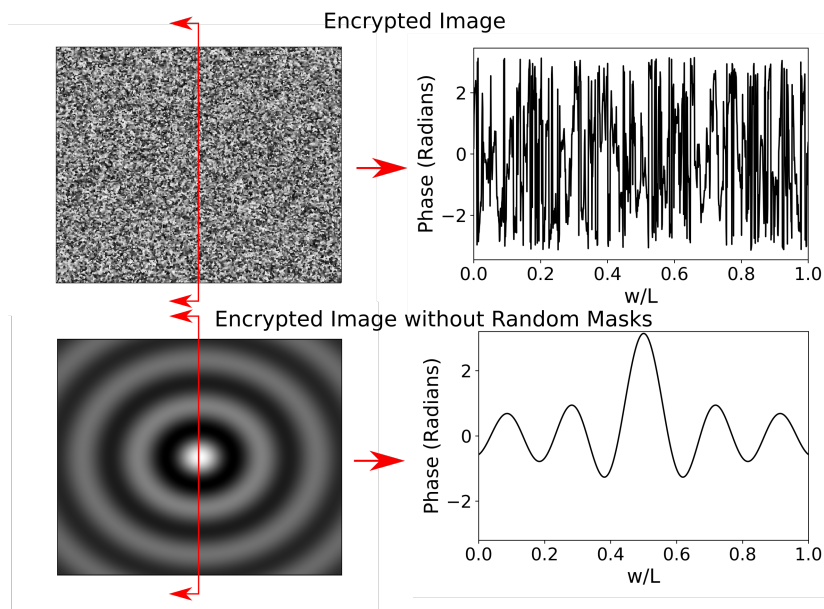 Encrypted Image
Phase (Radians)
2
0
−2
0.0 0.2 0.4 0.6 0.8 1.0
w/L
Encrypted Image without Random Masks
Phase (Radians)
2
0
−2
0.0 0.2 0.4 0.6 0.8 1.0
w/L